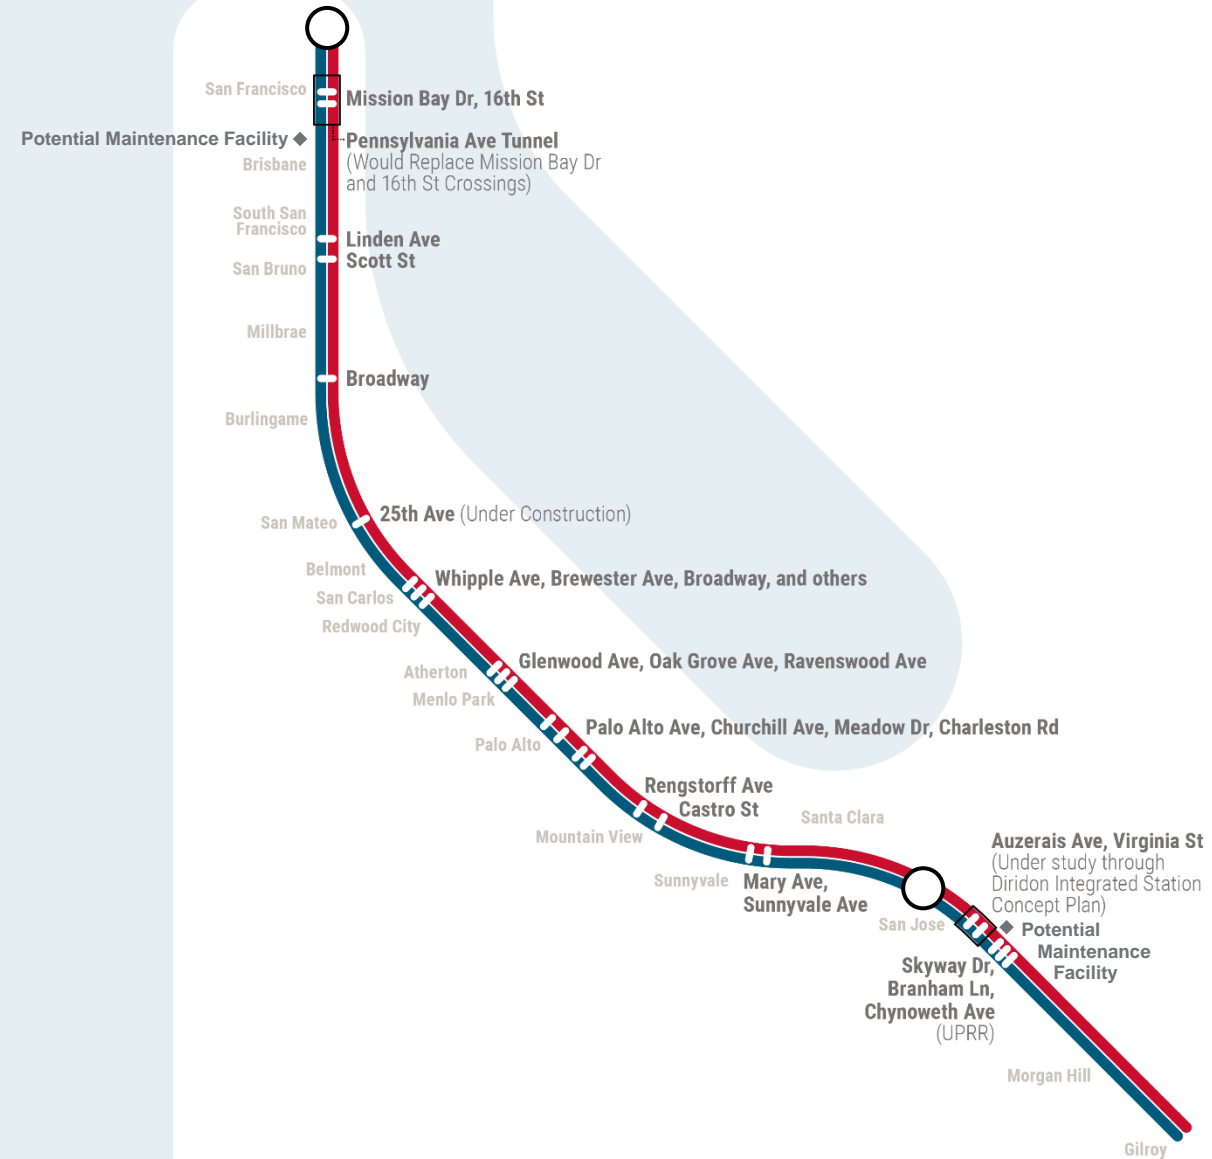 San Francisco
Mission Bay Dr, 16th St
Potential Maintenance Facility
Pennsylvania Ave Tunnel
(Would Replace Mission Bay Dr
and 16th St Crossings)
Brisbane
South San
Francisco
Linden Ave
Scott St
San Bruno
Millbrae
Broadway
Burlingame
25th Ave (Under Construction)
San Mateo
Belmont
Whipple Ave, Brewester Ave, Broadway, and others
San Carlos
Redwood City
Glenwood Ave, Oak Grove Ave, Ravenswood Ave
Atherton
Menlo Park
Palo Alto Ave, Churchill Ave, Meadow Dr, Charleston Rd
Palo Alto
Rengstorff Ave
Castro St
Mountain View
Santa Clara
Sunnyvale
Mary Ave,
Sunnyvale Ave
Auzerais Ave, Virginia St
(Under study through
Diridon Integrated Station
Concept Plan)
San Jose
Potential
Maintenance
Facility
Skyway Dr,
Branham Ln,
Chynoweth Ave
(UPRR)
Morgan Hill
Gilroy